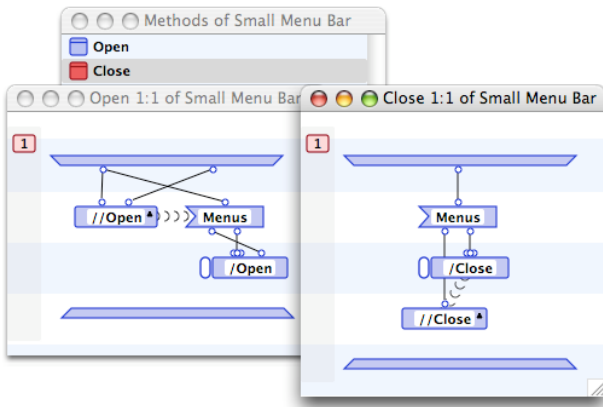 Methods of Small Menu Bar
Open
Close
Open 1:1 of Small Menu Bar
Close 1:1 of Small Menu Bar
1
//Open
Menus
/Open
1
Menus
/Close
//Close